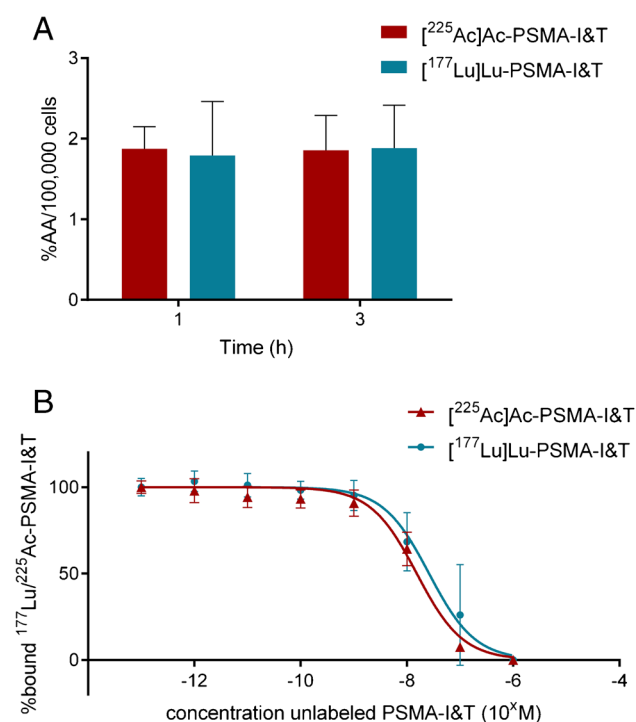 A
[²²⁵Ac]Ac-PSMA-I&T
[¹⁷⁷Lu]Lu-PSMA-I&T
%AA/100,000 cells
3
2
1
0
1 3
Time (h)
B
[²²⁵Ac]Ac-PSMA-I&T
[¹⁷⁷Lu]Lu-PSMA-I&T
%bound ¹⁷⁷Lu/²²⁵Ac-PSMA-I&T
100
50
0
-12 -10 -8 -6 -4
concentration unlabeled PSMA-I&T (10ˣM)